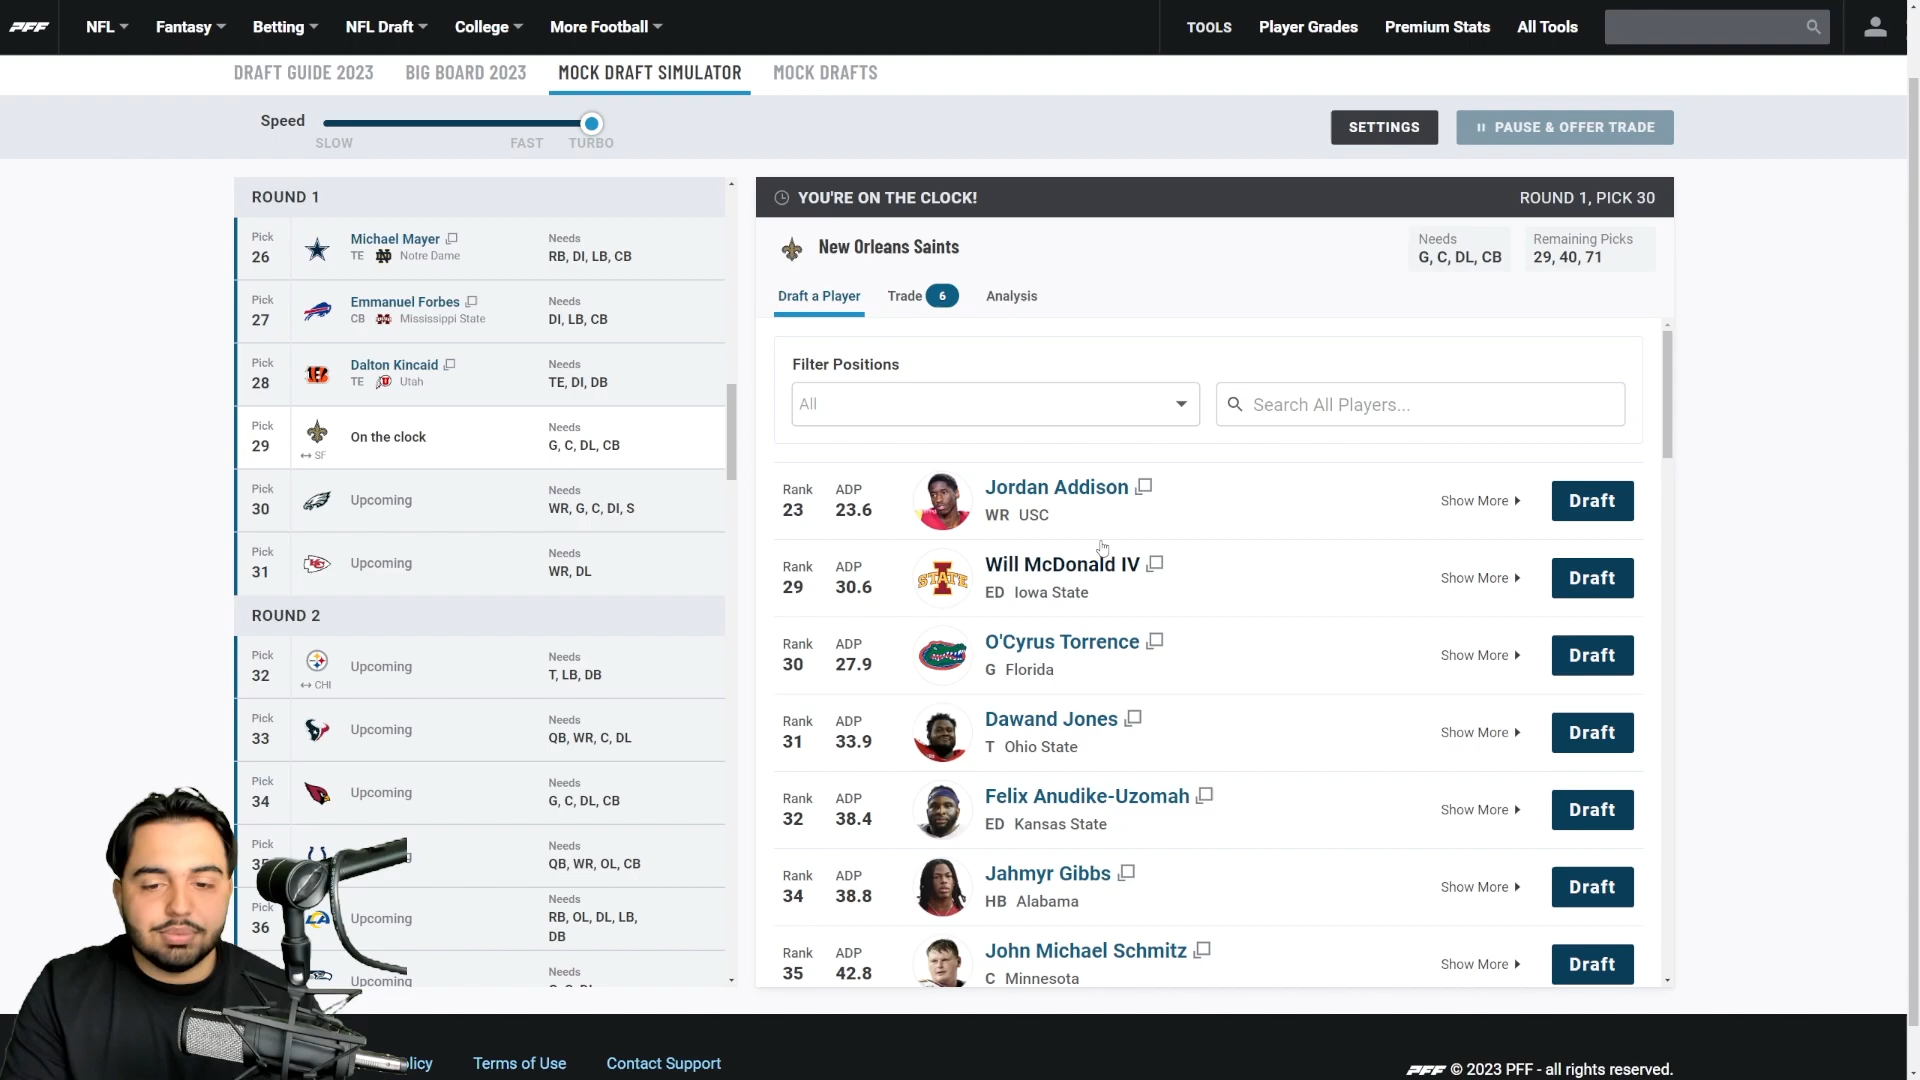 PFF
NFL
Fantasy
Betting
NFL Draft
College
More Football
TOOLS
Player Grades
Premium Stats
All Tools
DRAFT GUIDE 2023
BIG BOARD 2023
MOCK DRAFT SIMULATOR
MOCK DRAFTS
Speed
SLOW
FAST
TURBO
SETTINGS
PAUSE & OFFER TRADE
ROUND 1
Pick
26
Michael Mayer
TE Notre Dame
Needs
RB, DI, LB, CB
Pick
27
Emmanuel Forbes
CB Mississippi State
Needs
DI, LB, CB
Pick
28
Dalton Kincaid
TE Utah
Needs
TE, DI, DB
Pick
29
SF
On the clock
Needs
G, C, DL, CB
Pick
30
Upcoming
Needs
WR, G, C, DI, S
Pick
31
Upcoming
Needs
WR, DL
ROUND 2
Pick
32
CHI
Upcoming
Needs
T, LB, DB
Pick
33
Upcoming
Needs
QB, WR, C, DL
Pick
34
Upcoming
Needs
G, C, DL, CB
Pick
Needs
QB, WR, OL, CB
Pick
36
Upcoming
Needs
RB, OL, DL, LB,
DB
Upcoming
Needs
YOU'RE ON THE CLOCK!
ROUND 1, PICK 30
New Orleans Saints
Needs
G, C, DL, CB
Remaining Picks
29, 40, 71
Draft a Player
Trade 6
Analysis
Filter Positions
All
Search All Players...
Rank
23
ADP
23.6
Jordan Addison
WR USC
Show More
Draft
Rank
29
ADP
30.6
STATE
Will McDonald IV
ED Iowa State
Show More
Draft
Rank
30
ADP
27.9
O'Cyrus Torrence
G Florida
Show More
Draft
Rank
31
ADP
33.9
Dawand Jones
T Ohio State
Show More
Draft
Rank
32
ADP
38.4
Felix Anudike-Uzomah
ED Kansas State
Show More
Draft
Rank
34
ADP
38.8
Jahmyr Gibbs
HB Alabama
Show More
Draft
Rank
35
ADP
42.8
John Michael Schmitz
C Minnesota
Show More
Draft
Terms of Use
Contact Support
PFF © 2023 PFF - all rights reserved.